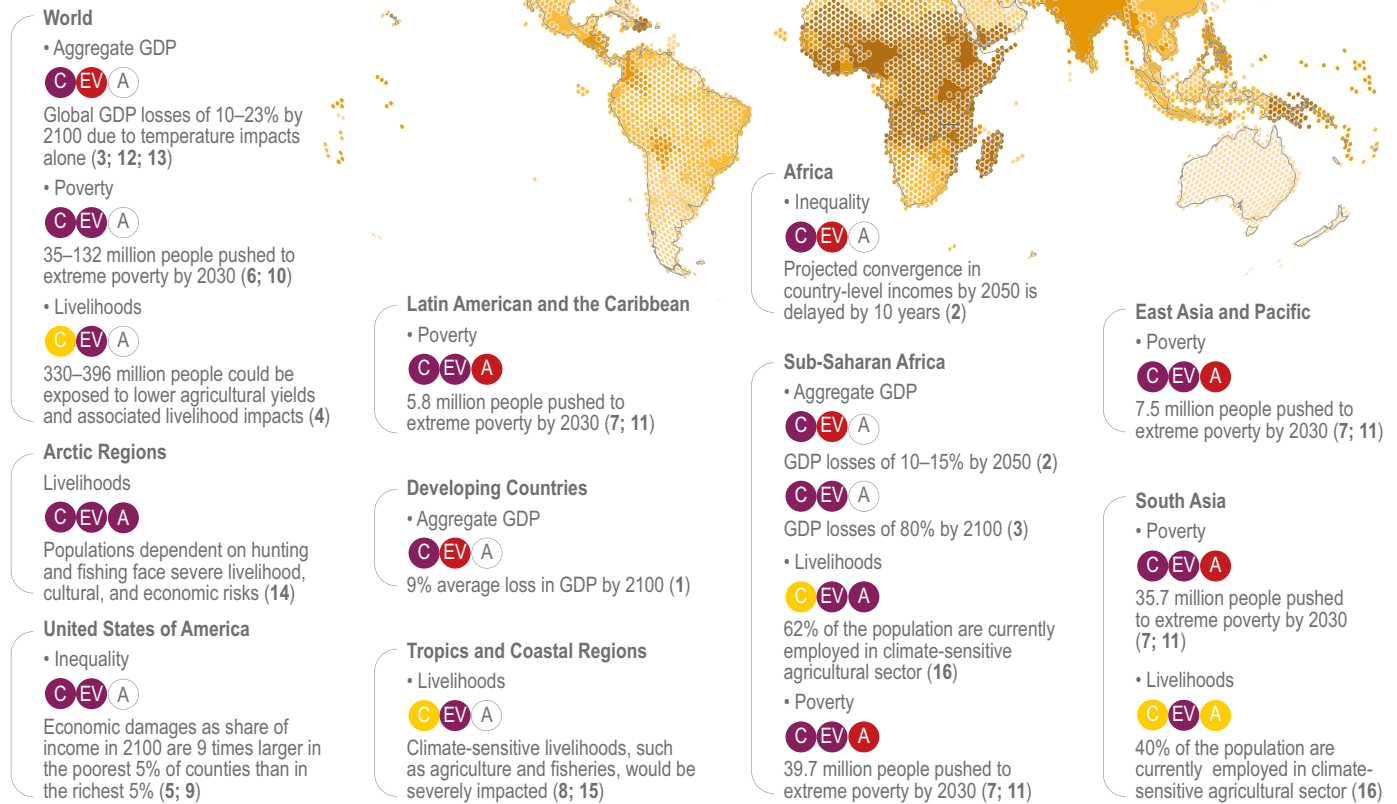 World
• Aggregate GDP
C EV A
Global GDP losses of 10–23% by
2100 due to temperature impacts
alone (3; 12; 13)
• Poverty
C EV A
35–132 million people pushed to
extreme poverty by 2030 (6; 10)
• Livelihoods
C EV A
330–396 million people could be
exposed to lower agricultural yields
and associated livelihood impacts (4)
Arctic Regions
Livelihoods
C EV A
Populations dependent on hunting
and fishing face severe livelihood,
cultural, and economic risks (14)
United States of America
• Inequality
C EV A
Economic damages as share of
income in 2100 are 9 times larger in
the poorest 5% of counties than in
the richest 5% (5; 9)
Latin American and the Caribbean
• Poverty
C EV A
5.8 million people pushed to
extreme poverty by 2030 (7; 11)
Developing Countries
• Aggregate GDP
C EV A
9% average loss in GDP by 2100 (1)
Tropics and Coastal Regions
• Livelihoods
C EV A
Climate-sensitive livelihoods, such
as agriculture and fisheries, would be
severely impacted (8; 15)
Africa
• Inequality
C EV A
Projected convergence in
country-level incomes by 2050 is
delayed by 10 years (2)
Sub-Saharan Africa
• Aggregate GDP
C EV A
GDP losses of 10–15% by 2050 (2)
C EV A
GDP losses of 80% by 2100 (3)
• Livelihoods
C EV A
62% of the population are currently
employed in climate-sensitive
agricultural sector (16)
• Poverty
C EV A
39.7 million people pushed to
extreme poverty by 2030 (7; 11)
East Asia and Pacific
• Poverty
C EV A
7.5 million people pushed to
extreme poverty by 2030 (7; 11)
South Asia
• Poverty
C EV A
35.7 million people pushed
to extreme poverty by 2030
(7; 11)
• Livelihoods
C EV A
40% of the population are
currently employed in climate-
sensitive agricultural sector (16)